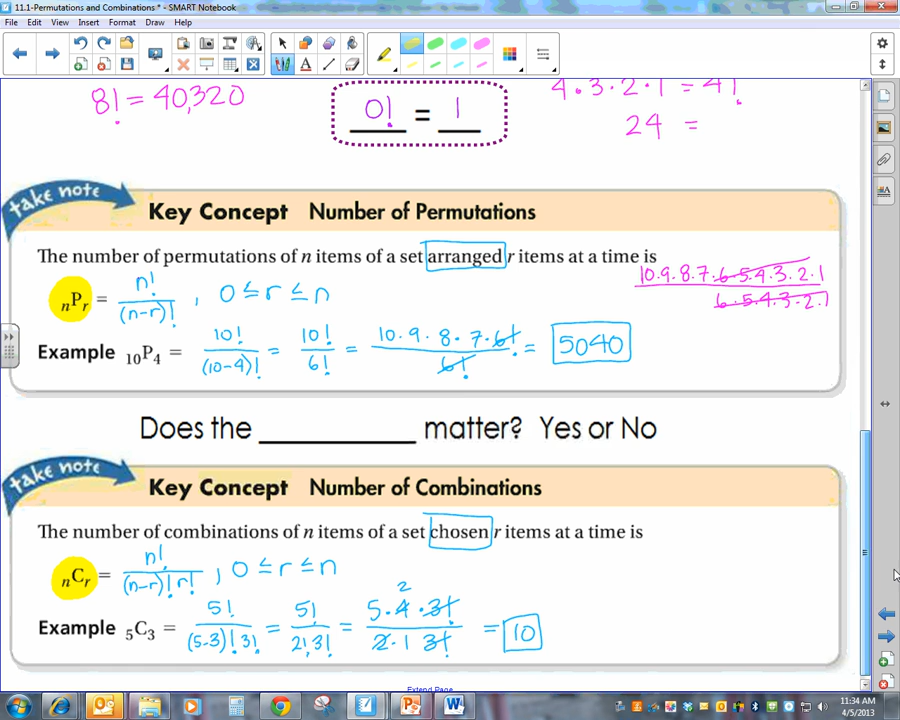 11.1-Permutations and Combinations * - SMART Notebook
File Edit View Insert Format Draw Help
8! = 40,320
0! = 1
4·3·2·1 = 4!
24 =
take note
Key Concept Number of Permutations
The number of permutations of n items of a set arranged r items at a time is
nPr = n!/(n-r)! , 0 ≤ r ≤ n
10·9·8·7·6·5·4·3·2·1
6·5·4·3·2·1
Example 10P4 = 10!/(10-4)! = 10!/6! = 10·9·8·7·6!/6! = 5040
Does the ____________ matter? Yes or No
take note
Key Concept Number of Combinations
The number of combinations of n items of a set chosen r items at a time is
nCr = n!/(n-r)!r! , 0 ≤ r ≤ n
2
Example 5C3 = 5!/(5-3)!3! = 5!/2!3! = 5·4·3!/2·1 3! = 10
Extend Page
11:34 AM
4/5/2013